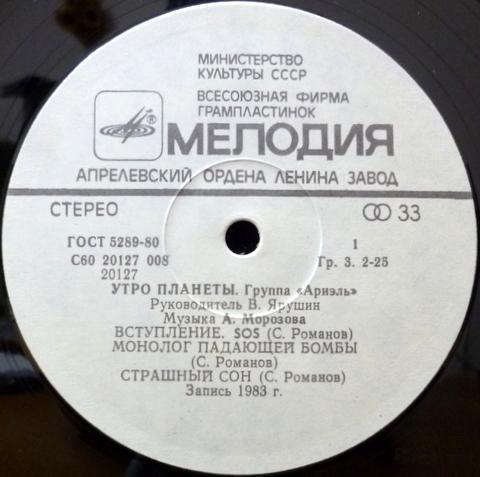 МИНИСТЕРСТВО
КУЛЬТУРЫ СССР
ВСЕСОЮЗНАЯ ФИРМА
ГРАМПЛАСТИНОК
МЕЛОДИЯ
АПРЕЛЕВСКИЙ ОРДЕНА ЛЕНИНА ЗАВОД
СТЕРЕО 33
ГОСТ 5289-80 1
С60 20127 008 Гр. 3. 2-25
20127
УТРО ПЛАНЕТЫ. Группа «Ариэль»
Руководитель В. Ярушин
Музыка А. Морозова
ВСТУПЛЕНИЕ. SOS (С. Романов)
МОНОЛОГ ПАДАЮЩЕЙ БОМБЫ
(С. Романов)
СТРАШНЫЙ СОН (С. Романов)
Запись 1983 г.